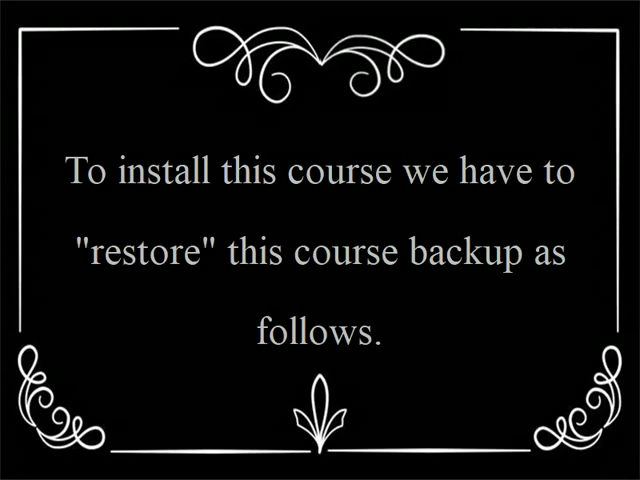 To install this course we have to
"restore" this course backup as
follows.